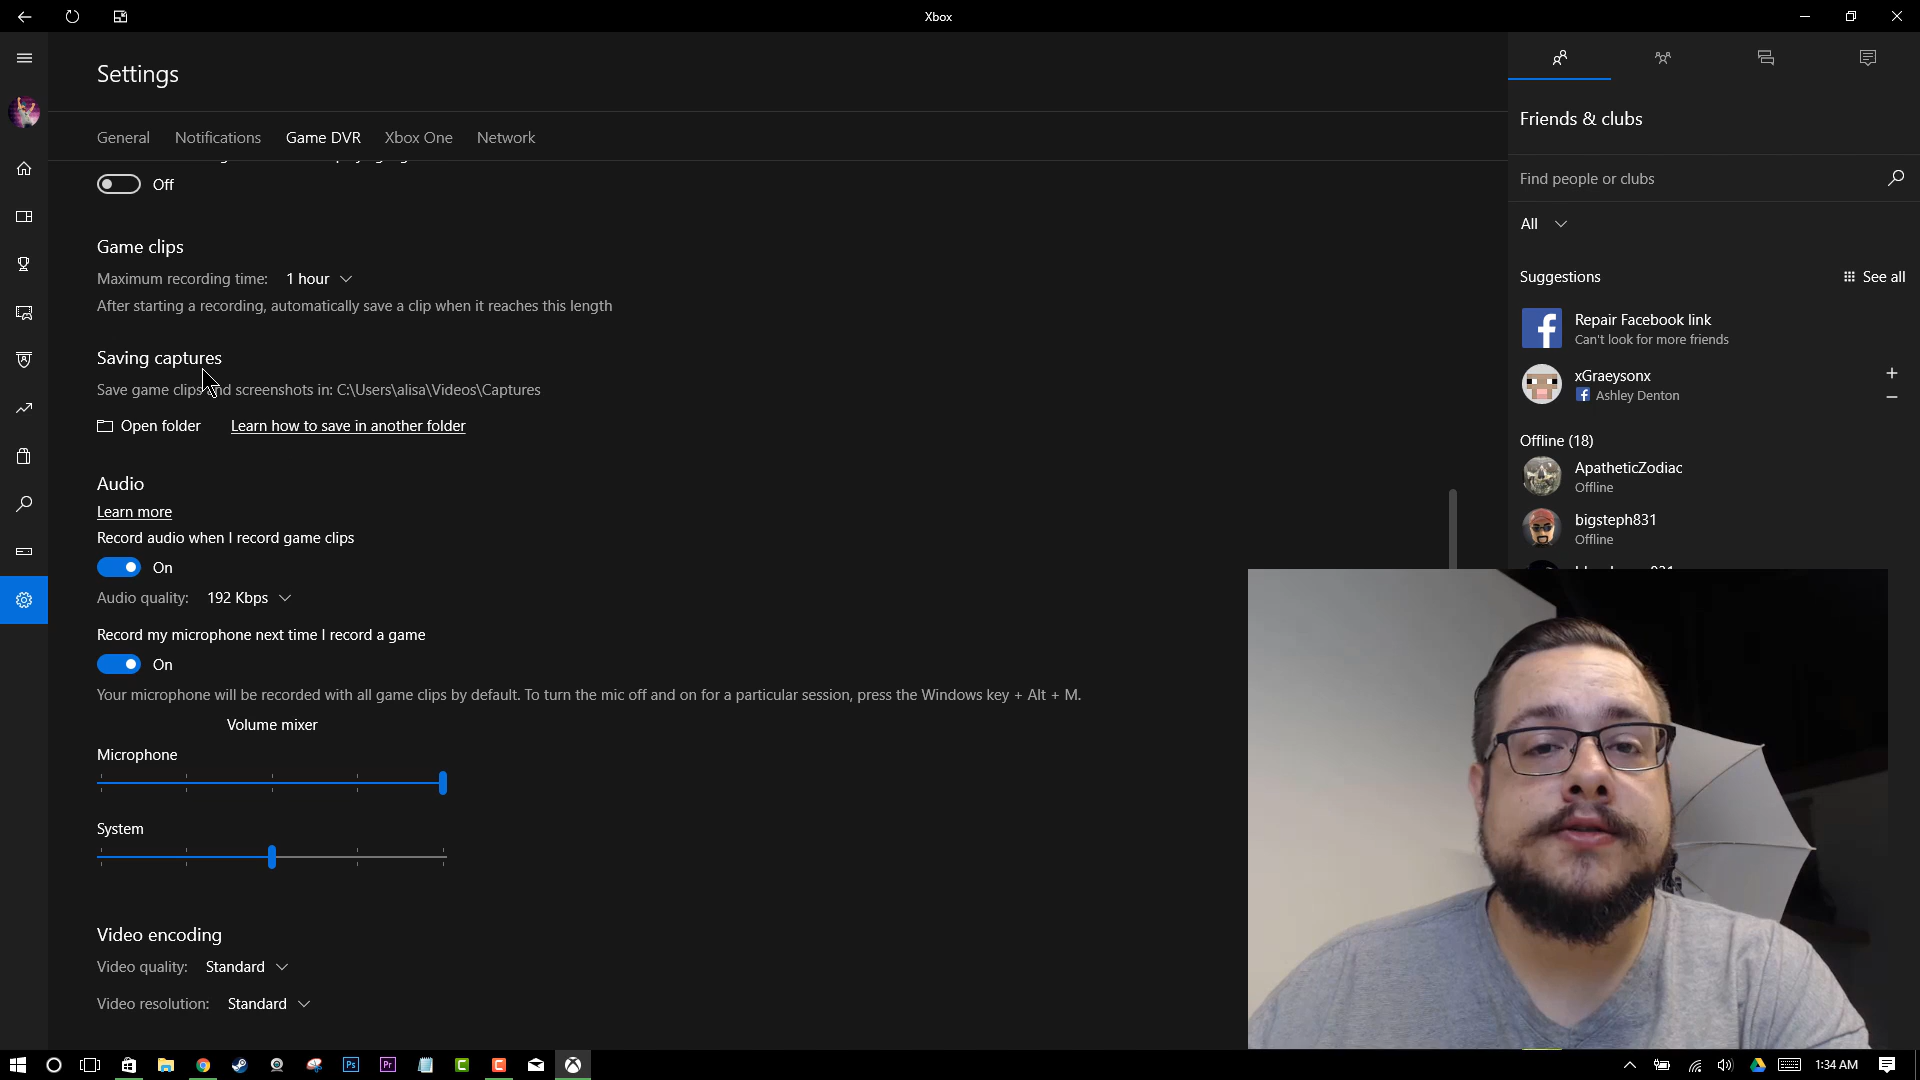 Xbox
Settings
General Notifications Game DVR Xbox One Network
Off
Game clips
Maximum recording time: 1 hour
After starting a recording, automatically save a clip when it reaches this length
Saving captures
Save game clips and screenshots in: C:\Users\alisa\Videos\Captures
Open folder Learn how to save in another folder
Audio
Learn more
Record audio when I record game clips
On
Audio quality: 192 Kbps
Record my microphone next time I record a game
On
Your microphone will be recorded with all game clips by default. To turn the mic off and on for a particular session, press the Windows key + Alt + M.
Volume mixer
Microphone
System
Video encoding
Video quality: Standard
Video resolution: Standard
Friends & clubs
Find people or clubs
All
Suggestions See all
Repair Facebook link
Can't look for more friends
xGraeysonx
Ashley Denton
Offline (18)
ApatheticZodiac
Offline
bigsteph831
Offline
Ps Pr
1:34 AM